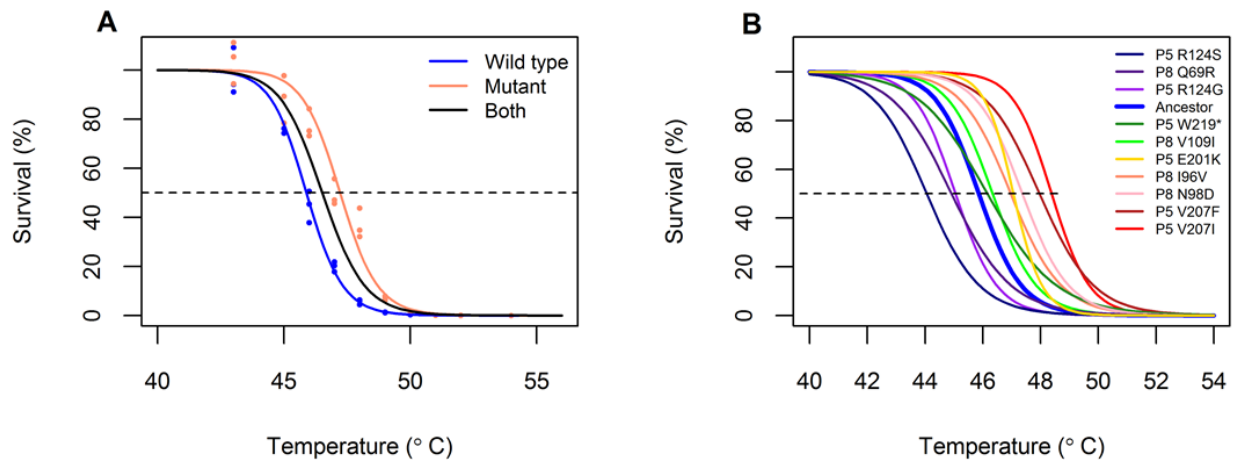 A
Survival (%)
0 20 40 60 80
Wild type
Mutant
Both
40 45 50 55
Temperature (° C)
B
Survival (%)
0 20 40 60 80
P5 R124S
P8 Q69R
P5 R124G
Ancestor
P5 W219*
P8 V109I
P5 E201K
P8 I96V
P8 N98D
P5 V207F
P5 V207I
40 42 44 46 48 50 52 54
Temperature (° C)